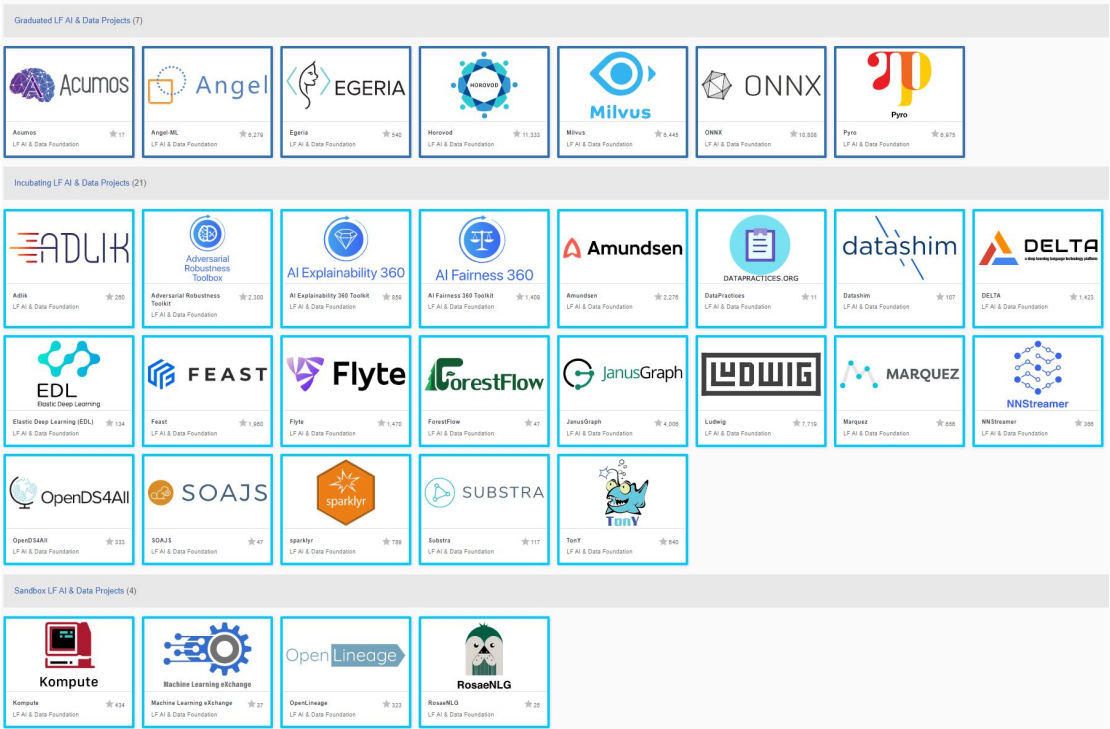 Graduated LF AI & Data Projects (7)
Acumos
Angel
EGERIA
HOROVOD
Milvus
ONNX
Pyro
Acumos 17
LF AI & Data Foundation
Angel-ML 6,279
LF AI & Data Foundation
Egeria 540
LF AI & Data Foundation
Horovod 11,333
LF AI & Data Foundation
Milvus 6,445
LF AI & Data Foundation
ONNX 10,808
LF AI & Data Foundation
Pyro 6,975
LF AI & Data Foundation
Incubating LF AI & Data Projects (21)
ADLIK
Adversarial
Robustness
Toolbox
AI Explainability 360
AI Fairness 360
Amundsen
DATAPRACTICES.ORG
datashim
DELTA
a deep learning language technology platform
Adlik 260
LF AI & Data Foundation
Adversarial Robustness
Toolkit 2,300
LF AI & Data Foundation
AI Explainability 360 Toolkit 859
LF AI & Data Foundation
AI Fairness 360 Toolkit 1,409
LF AI & Data Foundation
Amundsen 2,276
LF AI & Data Foundation
DataPractices 11
LF AI & Data Foundation
Datashim 107
LF AI & Data Foundation
DELTA 1,423
LF AI & Data Foundation
EDL
Elastic Deep Learning
FEAST
Flyte
ForestFlow
JanusGraph
LUDWIG
MARQUEZ
NNStreamer
Elastic Deep Learning (EDL) 134
LF AI & Data Foundation
Feast 1,960
LF AI & Data Foundation
Flyte 1,470
LF AI & Data Foundation
ForestFlow 47
LF AI & Data Foundation
JanusGraph 4,006
LF AI & Data Foundation
Ludwig 7,719
LF AI & Data Foundation
Marquez 656
LF AI & Data Foundation
NNStreamer 366
LF AI & Data Foundation
OpenDS4All
SOAJS
sparklyr
SUBSTRA
TonY
OpenDS4All 333
LF AI & Data Foundation
SOAJS 47
LF AI & Data Foundation
sparklyr 789
LF AI & Data Foundation
Substra 117
LF AI & Data Foundation
TonY 640
LF AI & Data Foundation
Sandbox LF AI & Data Projects (4)
Kompute
Machine Learning eXchange
Open Lineage
RosaeNLG
Kompute 434
LF AI & Data Foundation
Machine Learning eXchange 37
LF AI & Data Foundation
OpenLineage 323
LF AI & Data Foundation
RosaeNLG 28
LF AI & Data Foundation